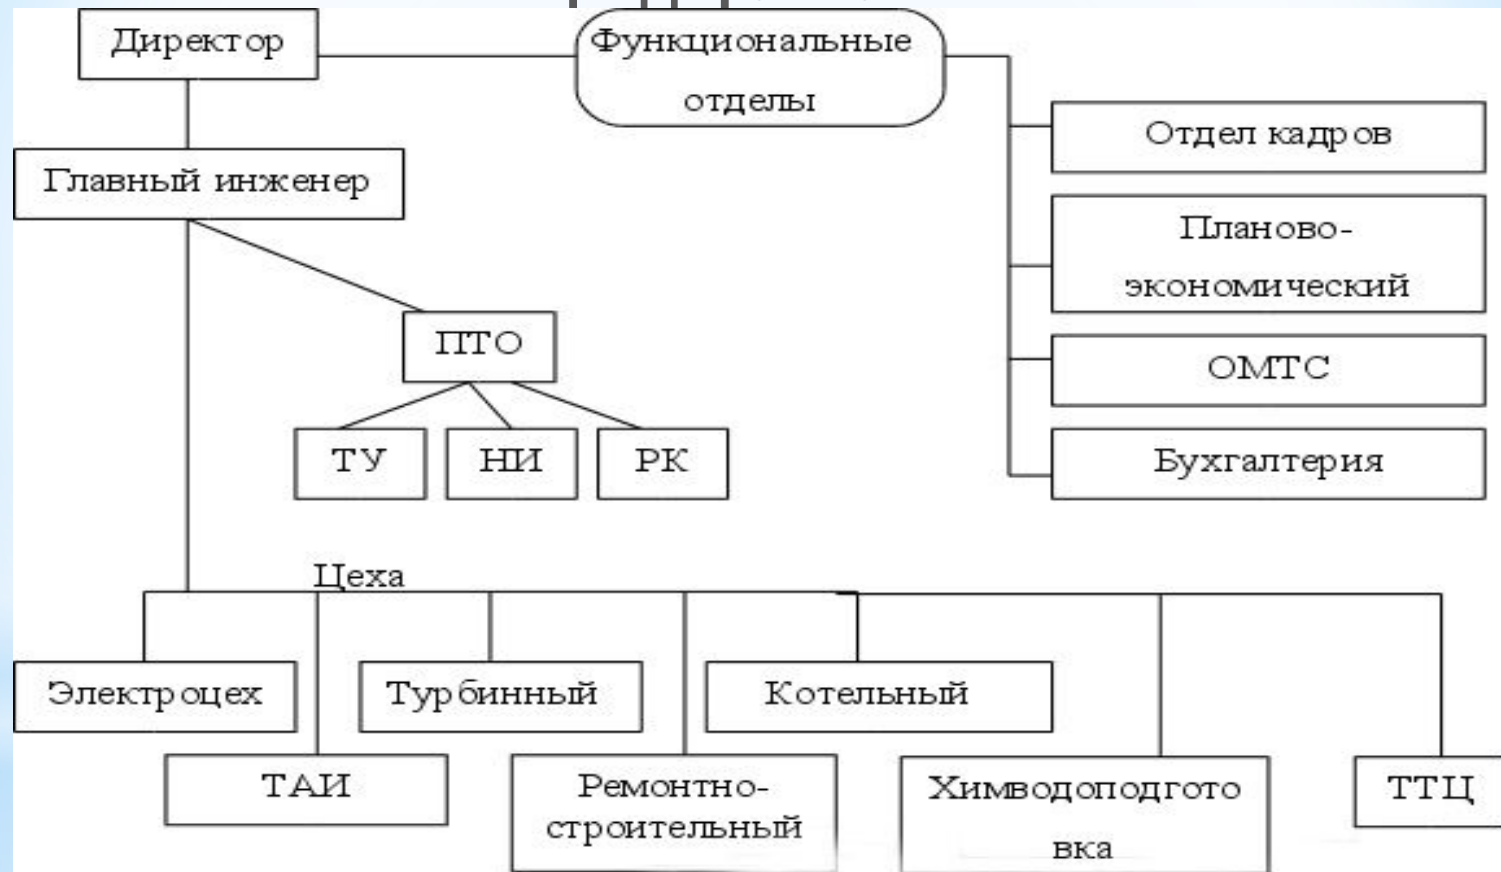 Директор
Функциональные
отделы
Отдел кадров
Главный инженер
Планово-
экономический
ПТО
ОМТС
ТУ
НИ
РК
Бухгалтерия
Цеха
Электроцех
Турбинный
Котельный
ТАИ
Ремонтно-
строительный
Химводоподгото
вка
ТТЦ